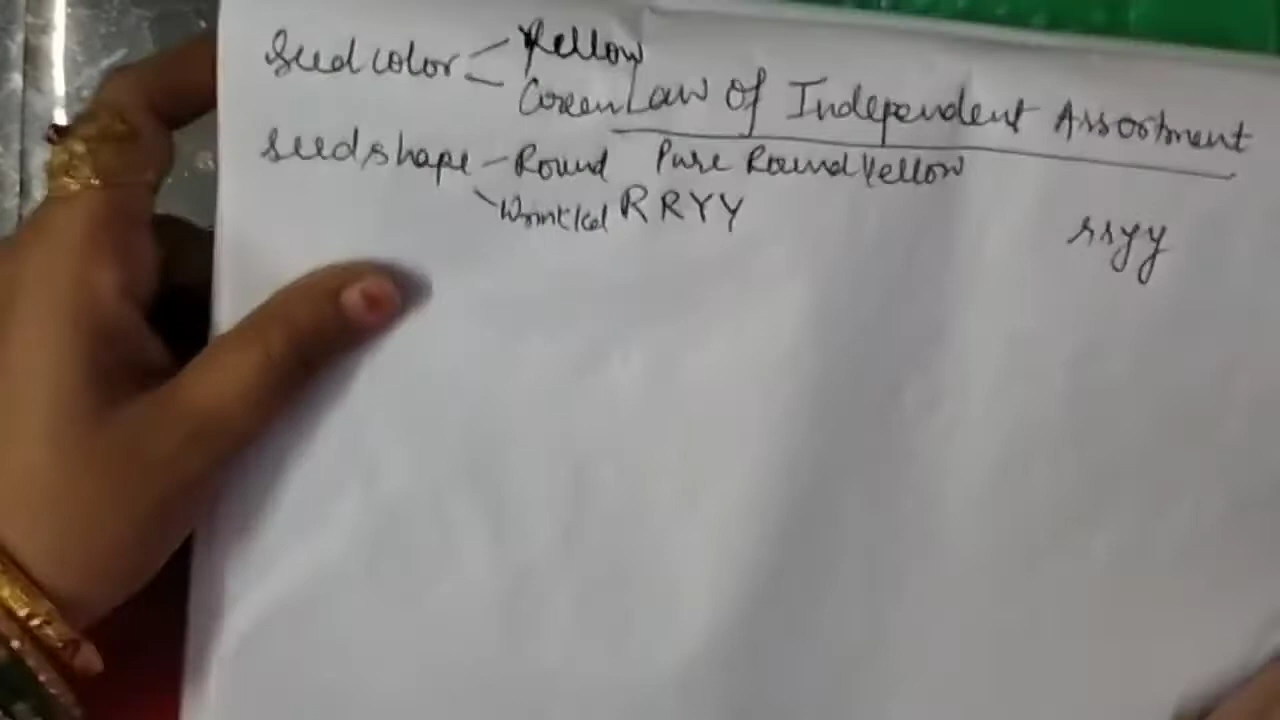 Seed color - Yellow
Green Law Of Independent Assortment
Seed shape - Round Pure Round Yellow
Wrinkled RRYY
rryy